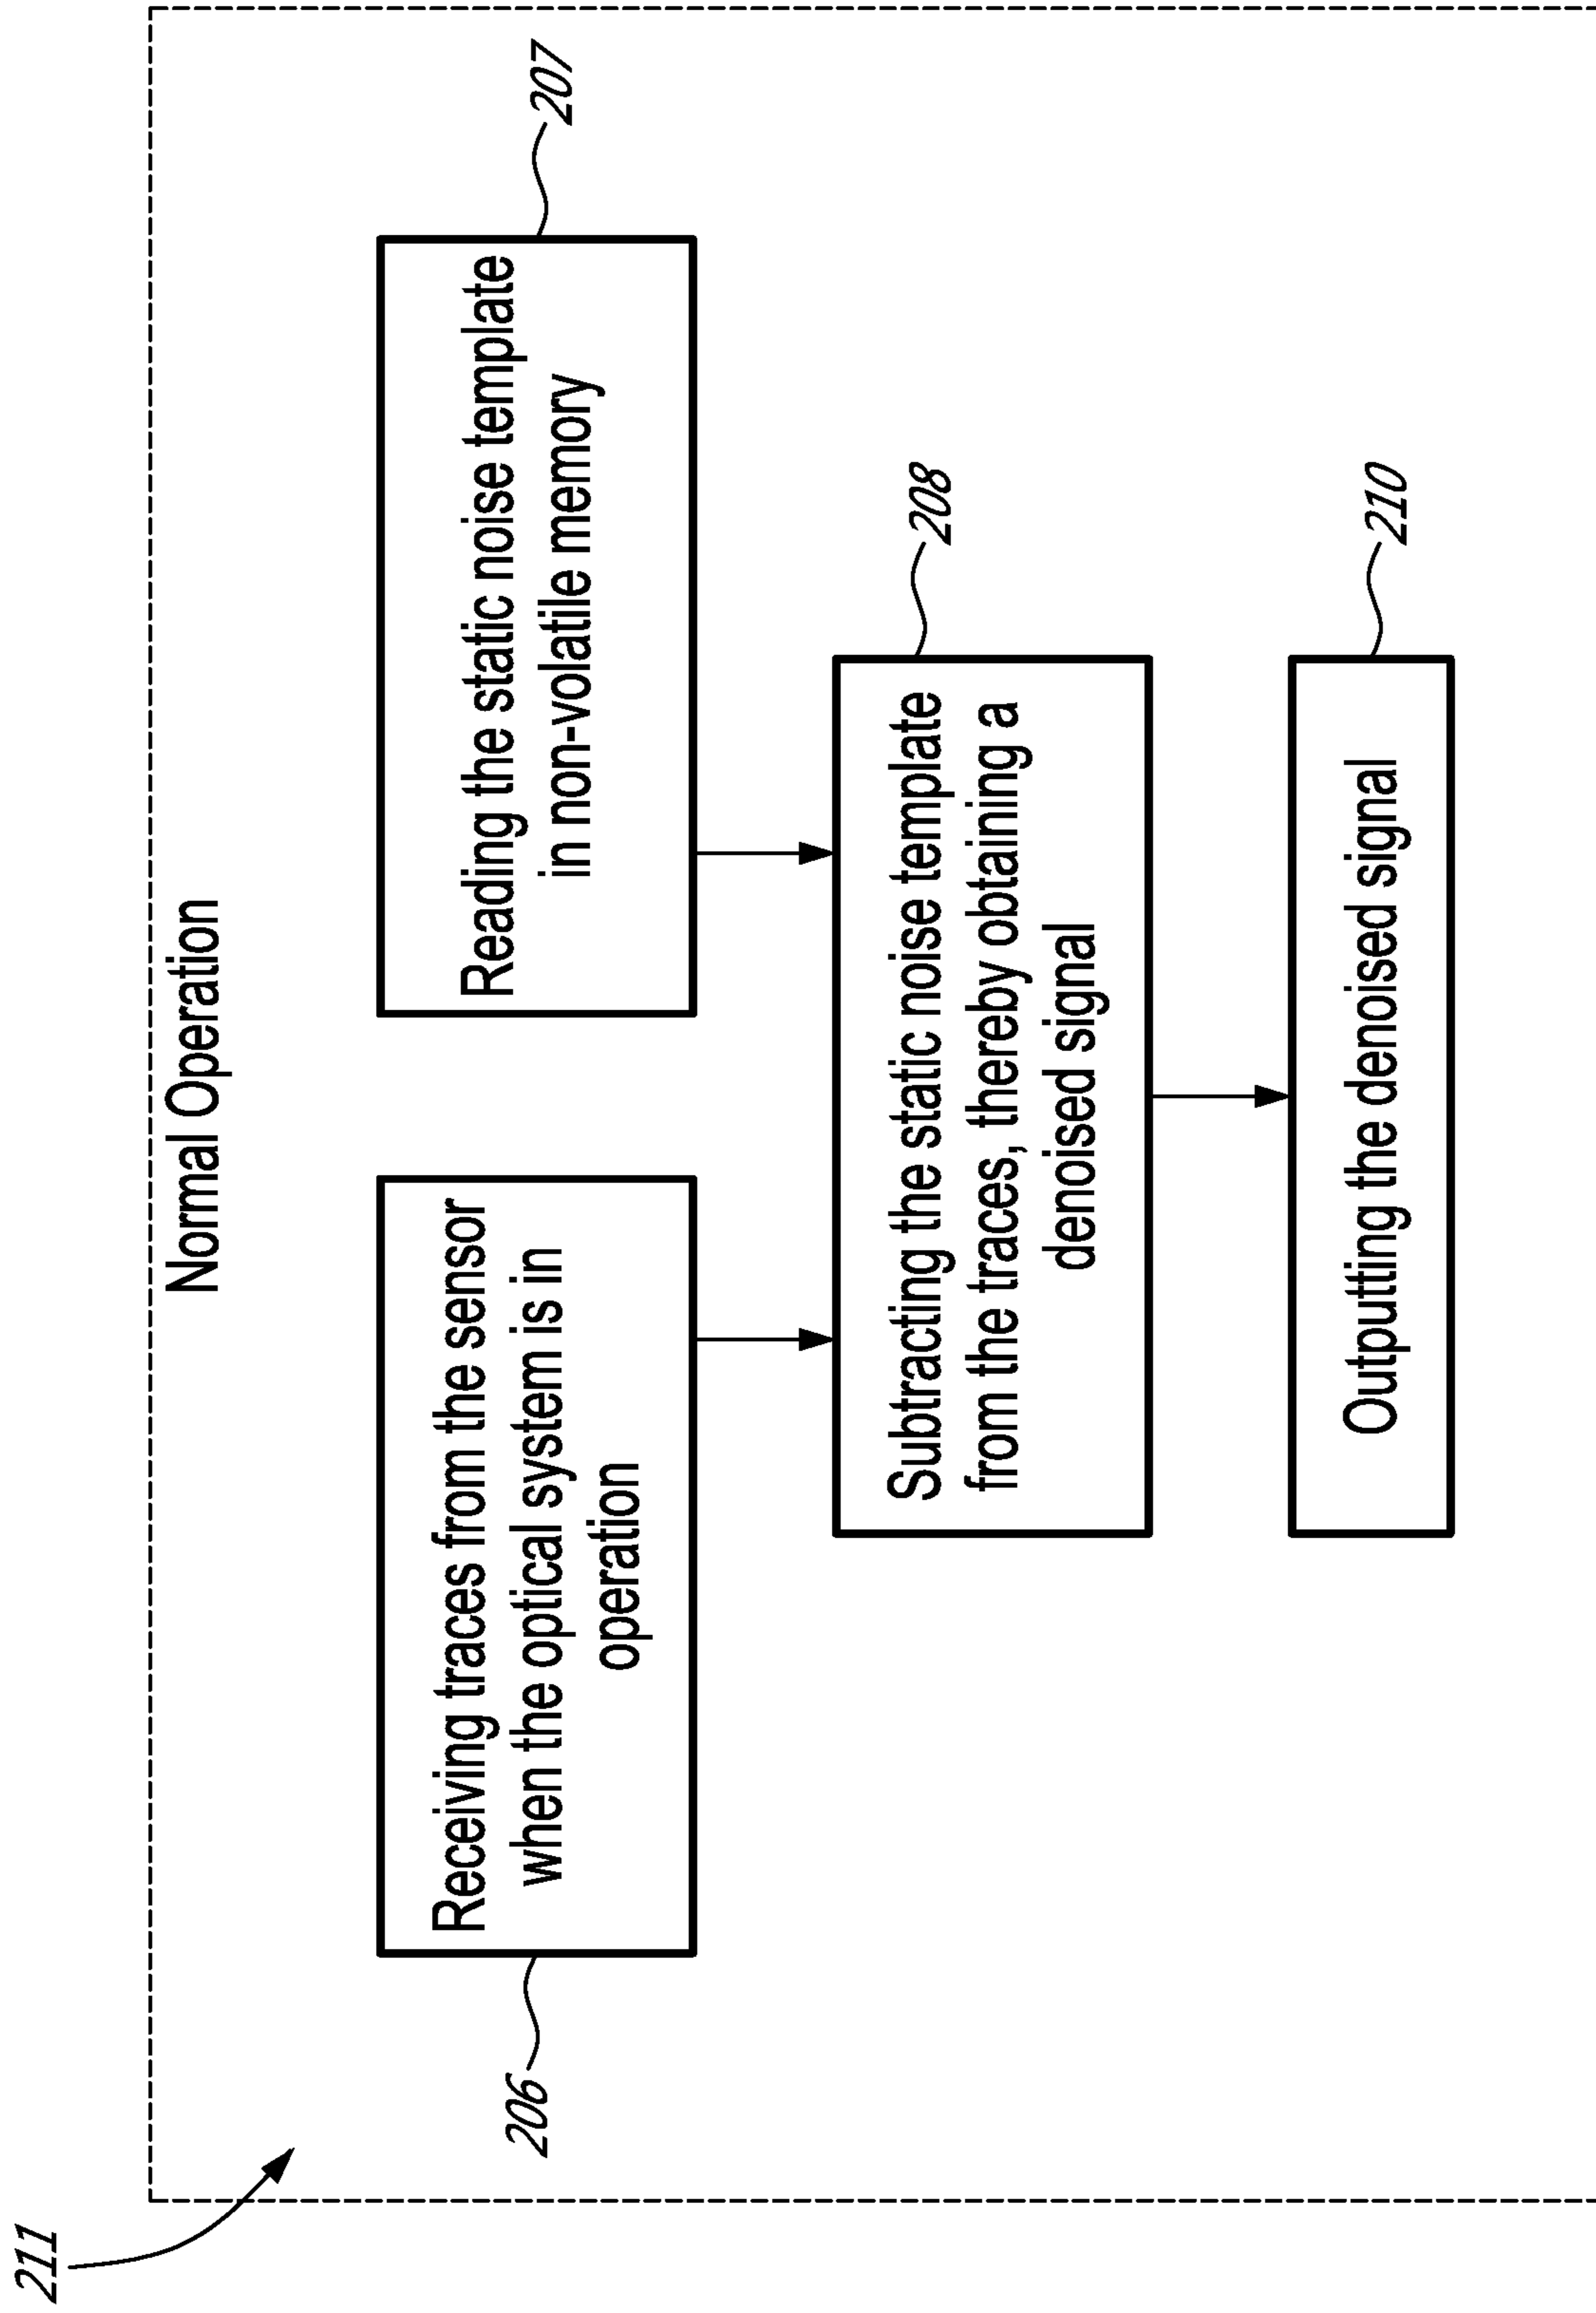 211
Normal Operation
206
Receiving traces from the sensor
when the optical system is in
operation
207
Reading the static noise template
in non-volatile memory
208
Subtracting the static noise template
from the traces, thereby obtaining a
denoised signal
210
Outputting the denoised signal